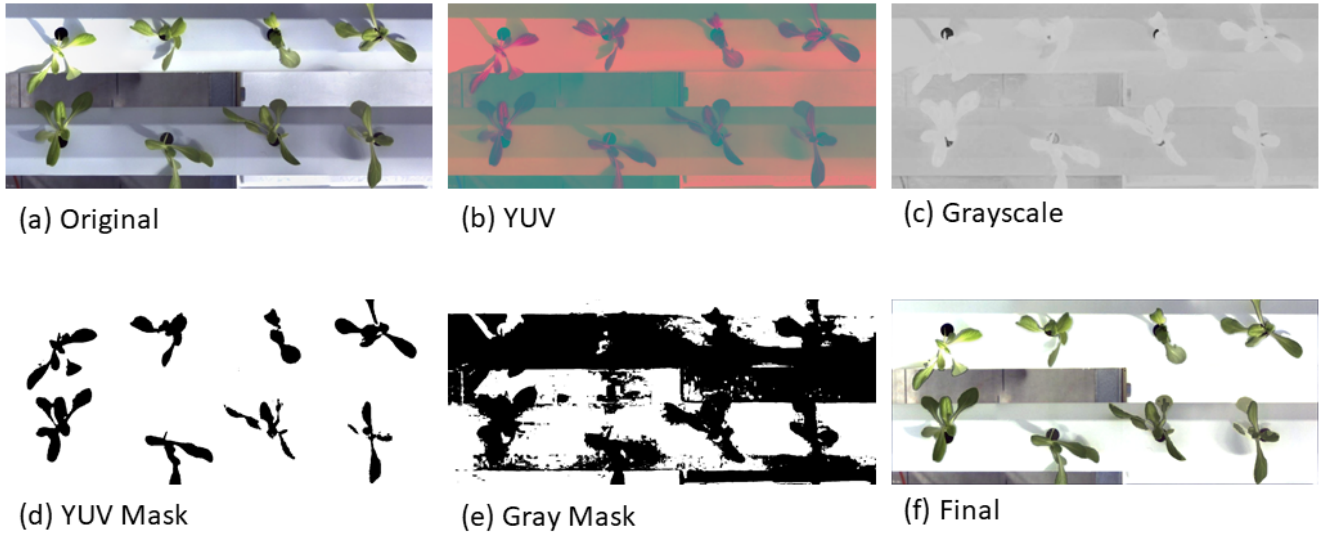 (a) Original
(b) YUV
(c) Grayscale
(d) YUV Mask
(e) Gray Mask
(f) Final